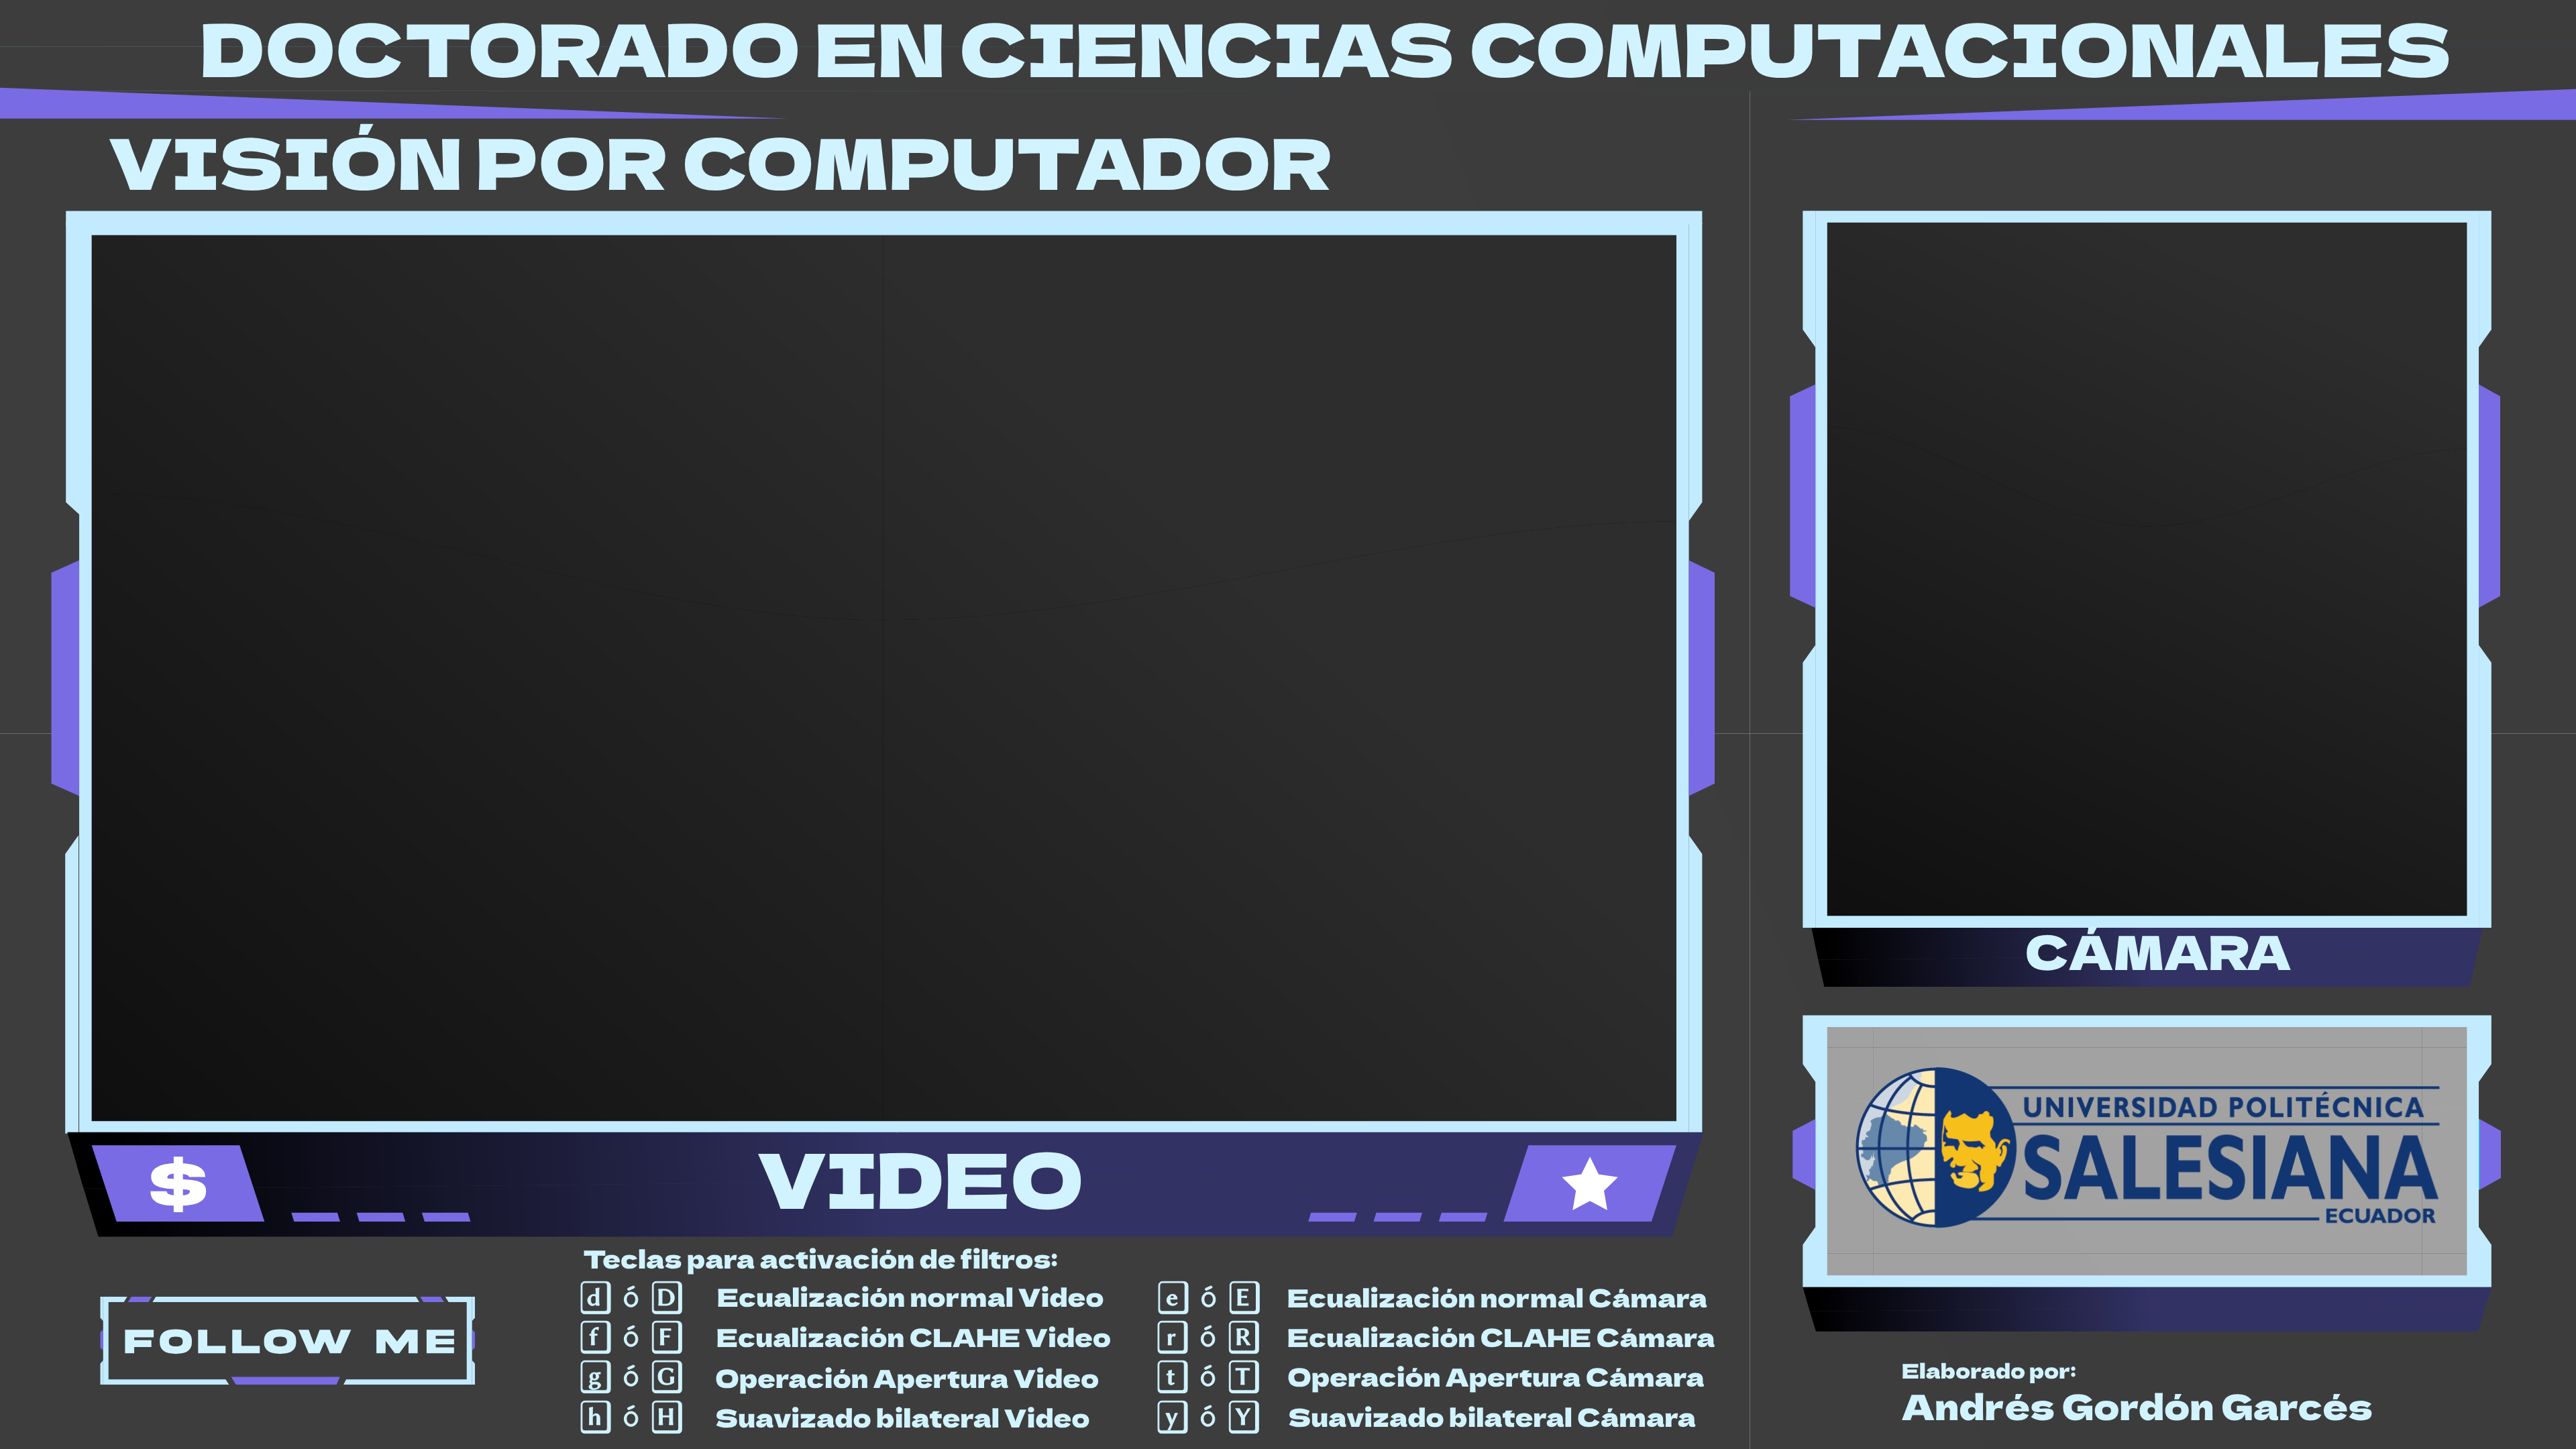 DOCTORADO EN CIENCIAS COMPUTACIONALES
VISIÓN POR COMPUTADOR
CÁMARA
UNIVERSIDAD POLITÉCNICA
SALESIANA
ECUADOR
$
VIDEO
Teclas para activación de filtros:
d ó D Ecualización normal Video
f ó F Ecualización CLAHE Video
g ó G Operación Apertura Video
h ó H Suavizado bilateral Video
e ó E Ecualización normal Cámara
r ó R Ecualización CLAHE Cámara
t ó T Operación Apertura Cámara
y ó Y Suavizado bilateral Cámara
FOLLOW ME
Elaborado por:
Andrés Gordón Garcés